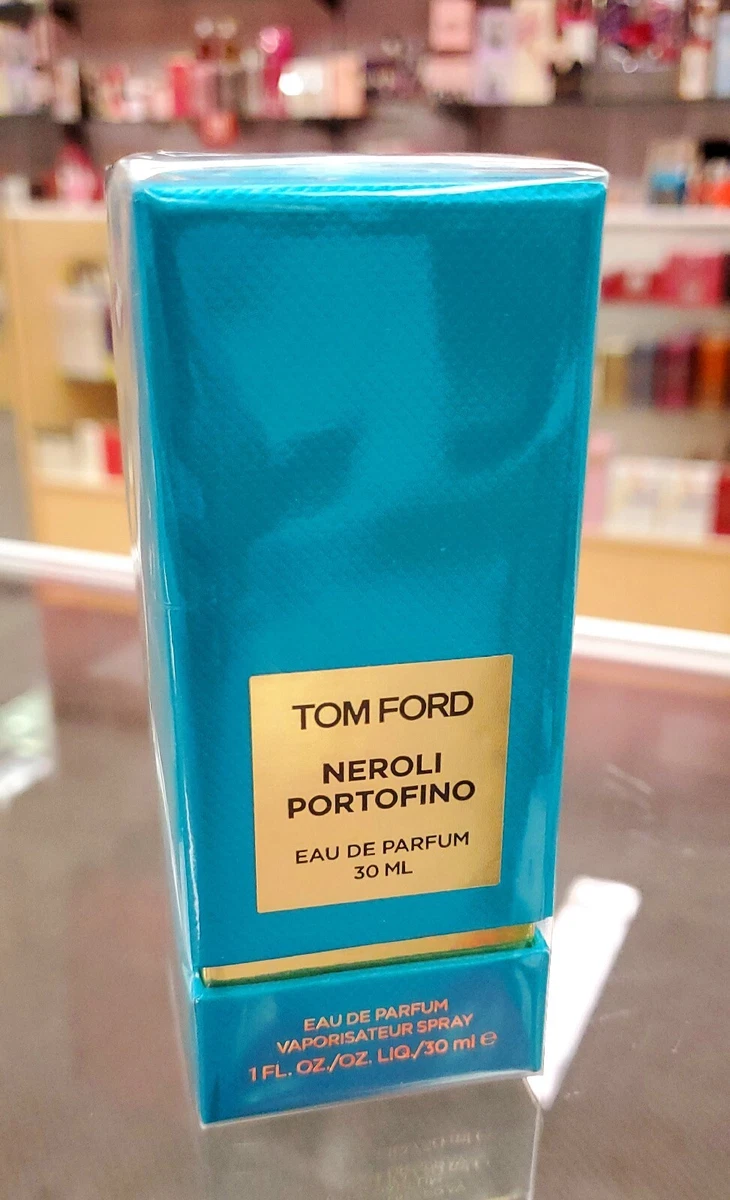 TOM FORD
NEROLI
PORTOFINO
EAU DE PARFUM
30 ML
EAU DE PARFUM
VAPORISATEUR SPRAY
1 FL. OZ./OZ. LIQ./30 ml ℮